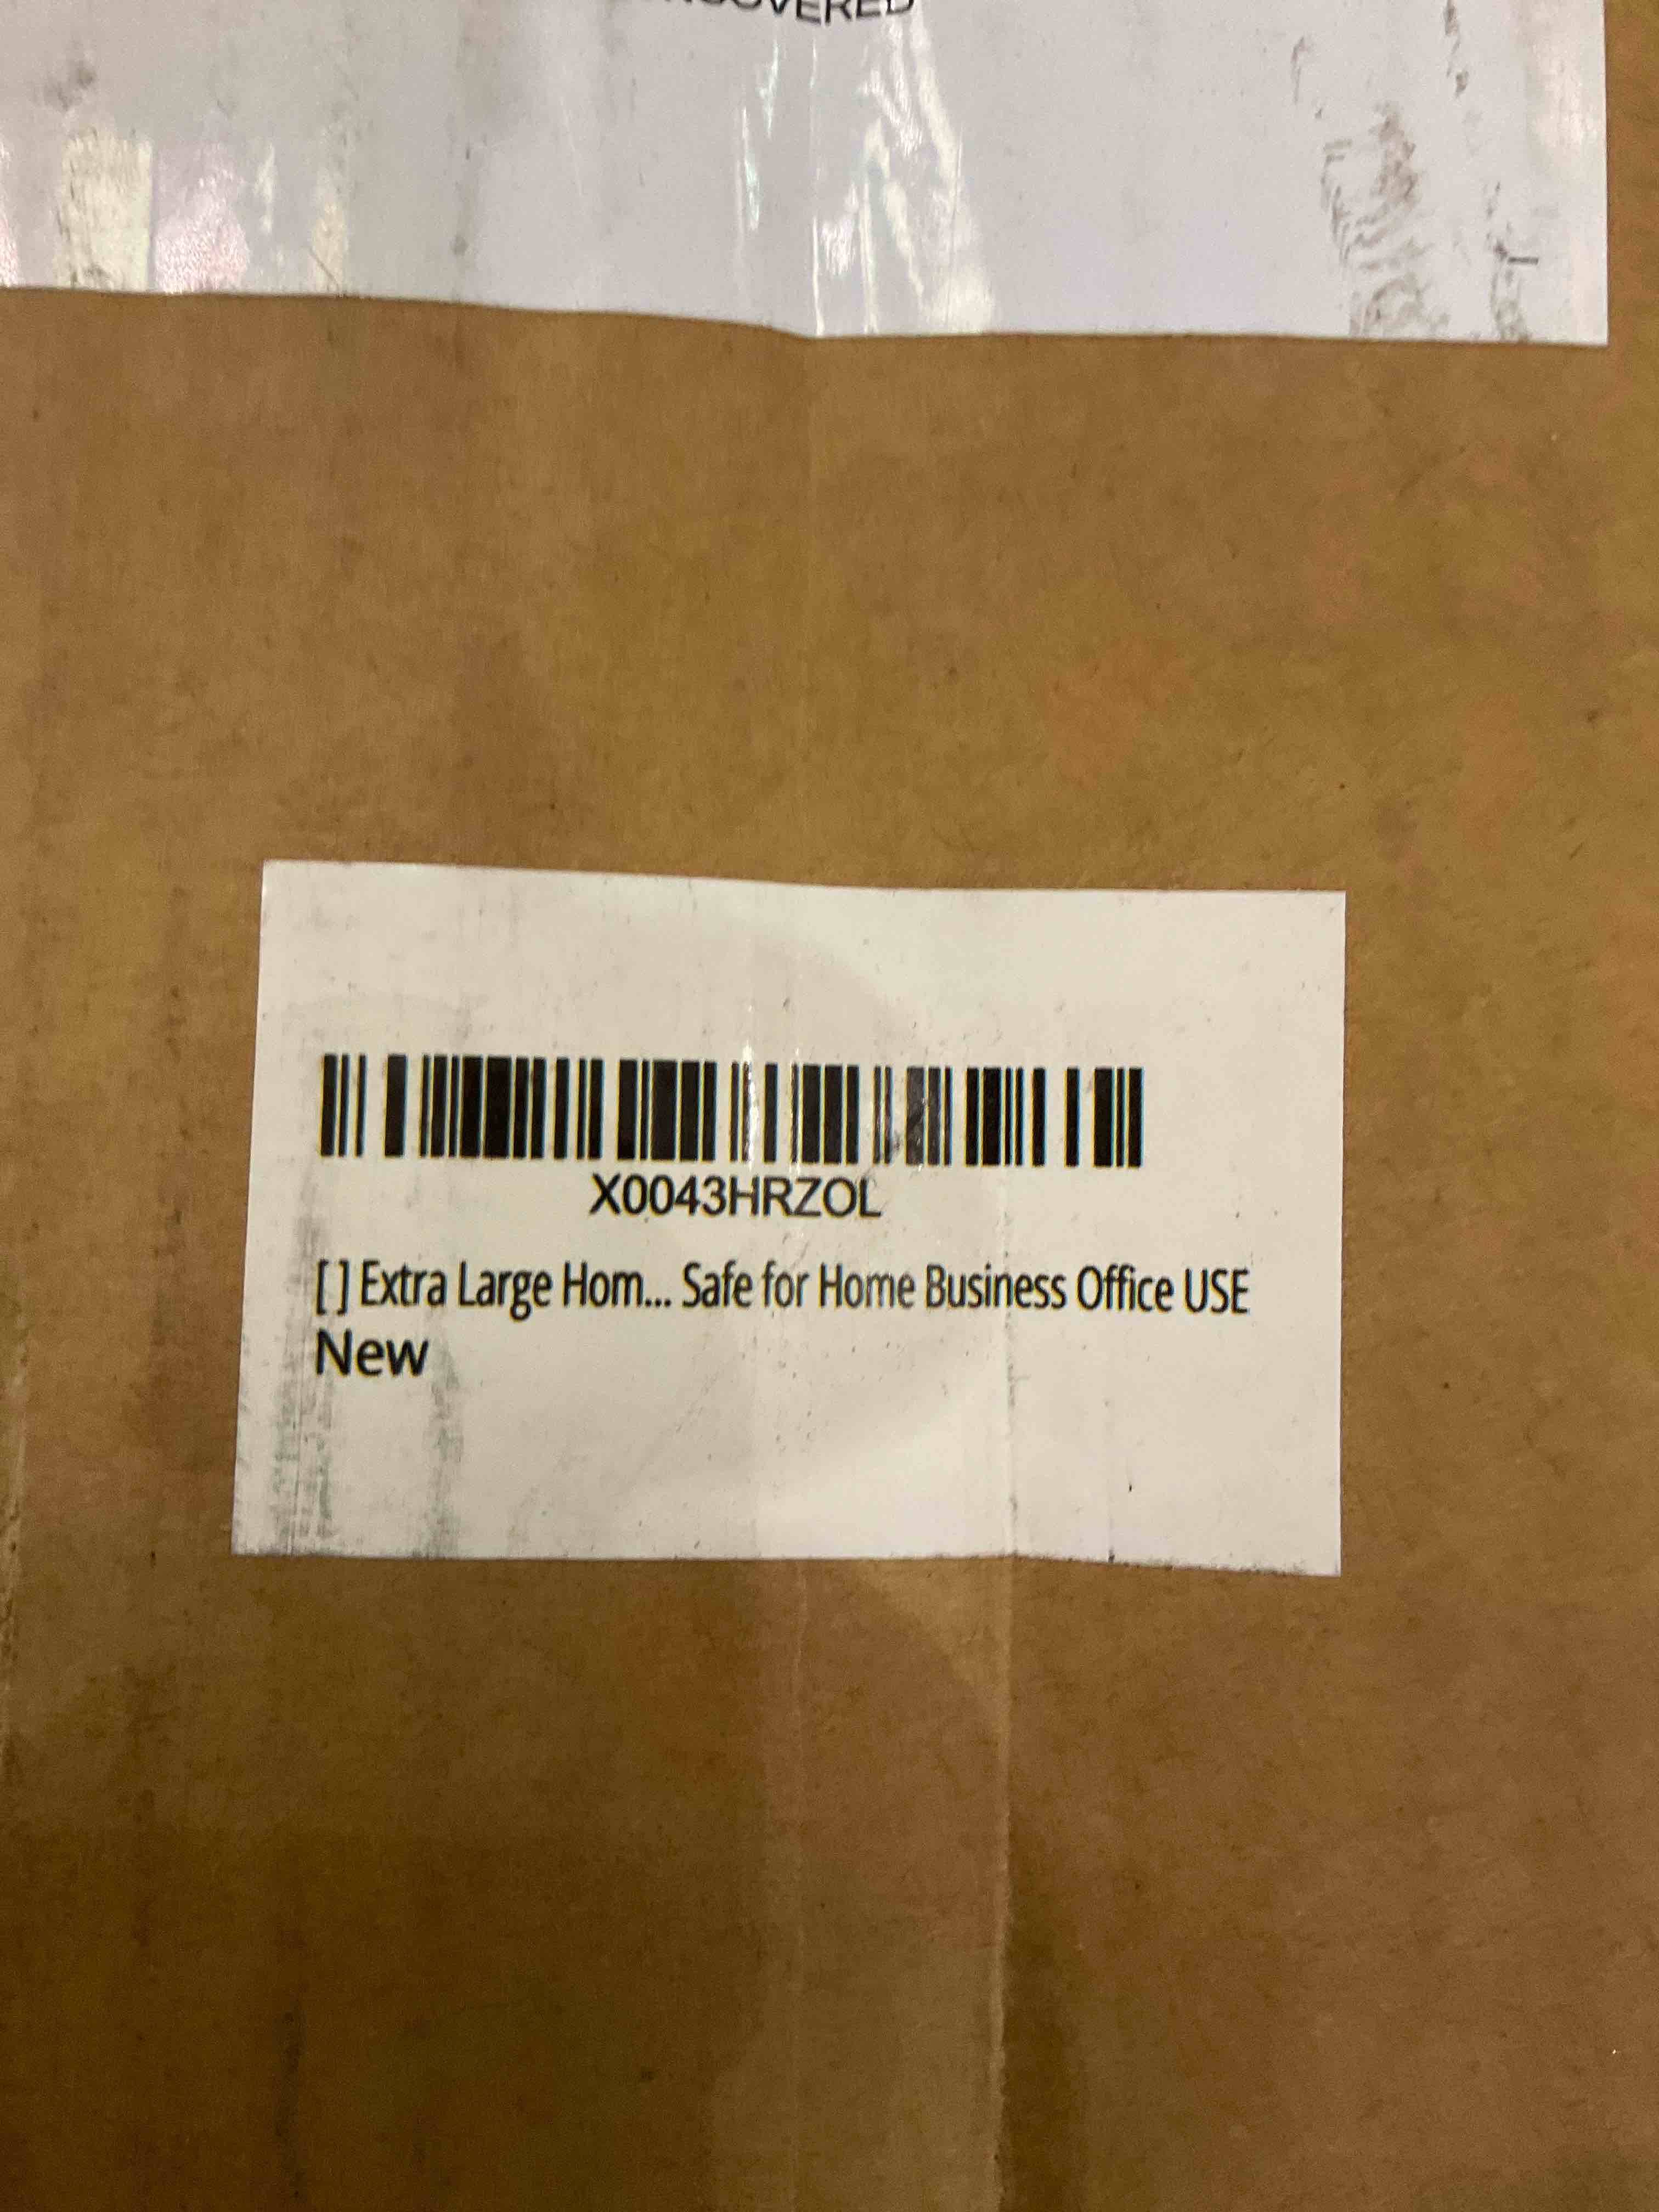 X0043HRZOL
[ ] Extra Large Hom... Safe for Home Business Office USE
New